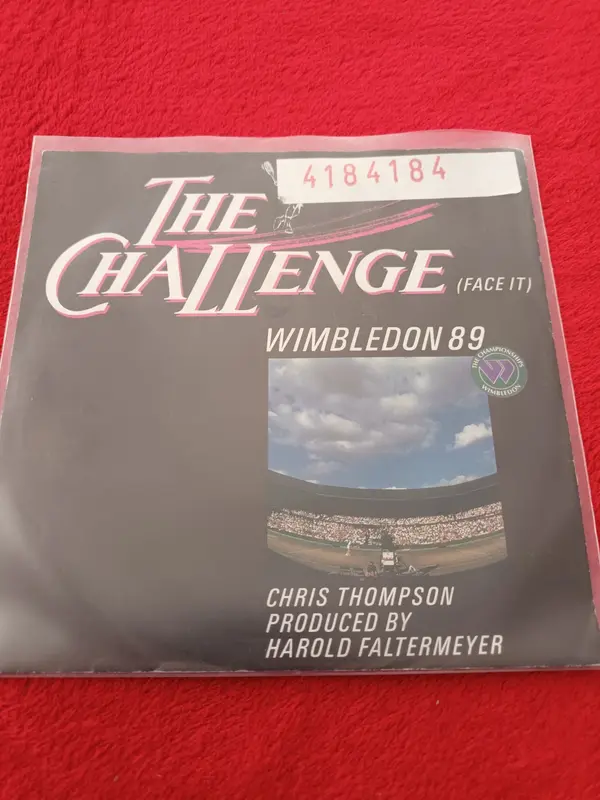 4184184
THE
CHALLENGE (FACE IT)
WIMBLEDON 89
THE CHAMPIONSHIPS
WIMBLEDON
CHRIS THOMPSON
PRODUCED BY
HAROLD FALTERMEYER